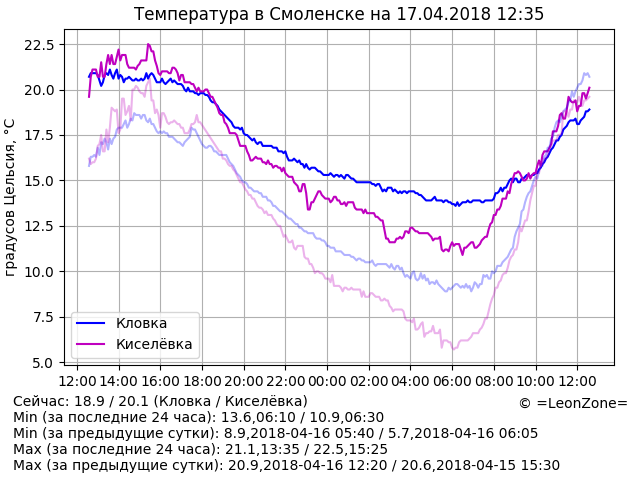 Температура в Смоленске на 17.04.2018 12:35
градусов Цельсия, °C
22.5
20.0
17.5
15.0
12.5
10.0
7.5
5.0
Кловка
Киселёвка
12:00 14:00 16:00 18:00 20:00 22:00 00:00 02:00 04:00 06:00 08:00 10:00 12:00
Сейчас: 18.9 / 20.1 (Кловка / Киселёвка)
© =LeonZone=
Min (за последние 24 часа): 13.6,06:10 / 10.9,06:30
Min (за предыдущие сутки): 8.9,2018-04-16 05:40 / 5.7,2018-04-16 06:05
Max (за последние 24 часа): 21.1,13:35 / 22.5,15:25
Max (за предыдущие сутки): 20.9,2018-04-16 12:20 / 20.6,2018-04-15 15:30